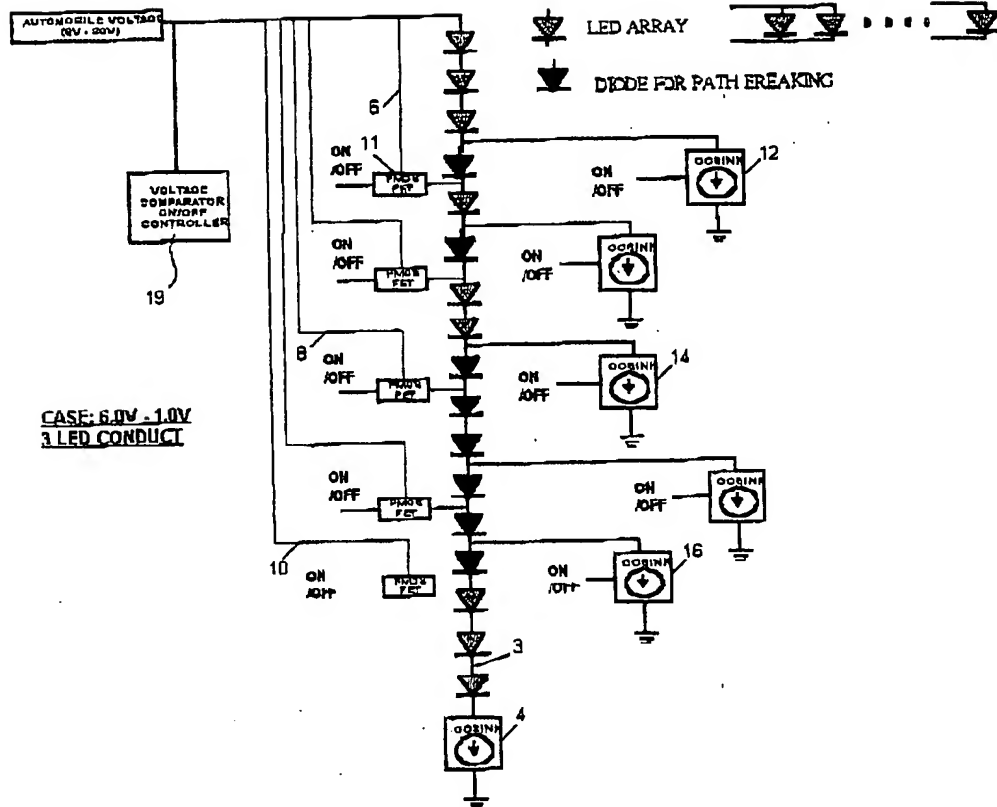 AUTOMOBILE VOLTAGE
LED ARRAY
DIODE FOR PATH EREAKING
6
11
ON
/OFF
PMOS
FET
12
ON
/OFF
VOLTAGE
COMPARATOR
ON/OFF
CONTROLLER
19
ON
/OFF
PMOS
FET
ON
/OFF
8
ON
/OFF
PMOS
FET
14
ON
/OFF
CASE: 6.0V - 1.0V
3 LED CONDUCT
ON
/OFF
PMOS
FET
ON
/OFF
10
ON
/OFF
PMOS
FET
16
ON
/OFF
3
4